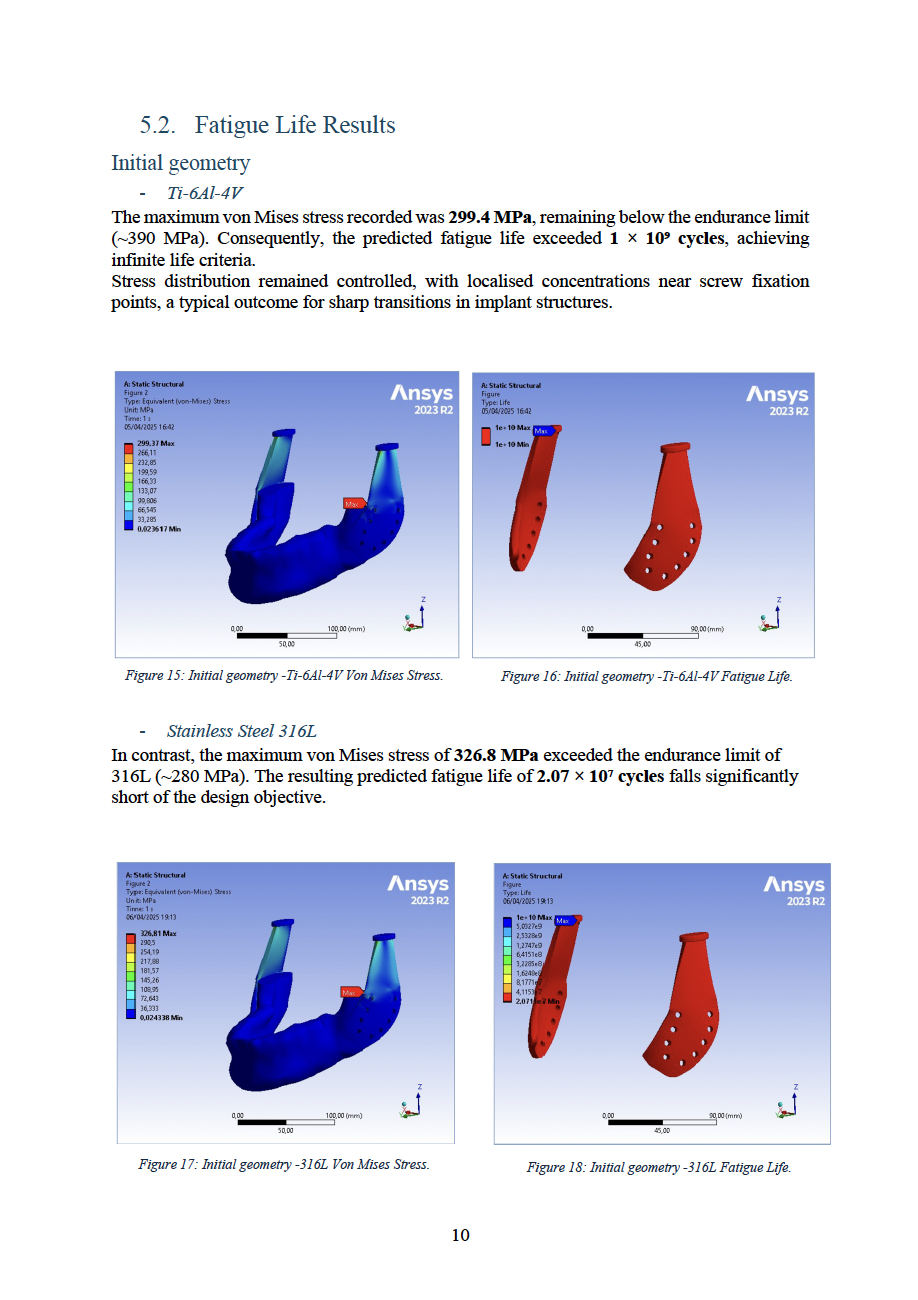 5.2. Fatigue Life Results
Initial geometry
- Ti-6Al-4V
The maximum von Mises stress recorded was 299.4 MPa, remaining below the endurance limit
(~390 MPa). Consequently, the predicted fatigue life exceeded 1 × 10⁹ cycles, achieving
infinite life criteria.
Stress distribution remained controlled, with localised concentrations near screw fixation
points, a typical outcome for sharp transitions in implant structures.
A: Static Structural
Figure 2
Type: Equivalent (von-Mises) Stress
Unit: MPa
Time: 1 s
05/04/2025 16:42
299,37 Max
266,11
232,85
199,59
166,33
133,07
99,806
66,545
33,285
0,023617 Min
Ansys
2023 R2
Max
Z
0,00
100,00 (mm)
50,00
A: Static Structural
Figure
Type: Life
05/04/2025 16:42
1e+10 Max
1e+10 Min
Max
Ansys
2023 R2
Z
0,00
90,00 (mm)
45,00
Figure 15: Initial geometry -Ti-6Al-4V Von Mises Stress.
Figure 16: Initial geometry -Ti-6Al-4V Fatigue Life.
- Stainless Steel 316L
In contrast, the maximum von Mises stress of 326.8 MPa exceeded the endurance limit of
316L (~280 MPa). The resulting predicted fatigue life of 2.07 × 10⁷ cycles falls significantly
short of the design objective.
A: Static Structural
Figure 2
Type: Equivalent (von-Mises) Stress
Unit: MPa
Time: 1 s
06/04/2025 19:13
326,81 Max
290,5
254,19
217,88
181,57
145,26
108,95
72,643
36,333
0,024338 Min
Ansys
2023 R2
Max
Z
0,00
100,00 (mm)
50,00
A: Static Structural
Figure
Type: Life
06/04/2025 19:13
1e+10 Max
5,0327e9
2,5328e9
1,2747e9
6,4151e8
3,2285e8
Max
Ansys
2023 R2
Z
0,00
90,00 (mm)
45,00
Figure 17: Initial geometry -316L Von Mises Stress.
Figure 18: Initial geometry -316L Fatigue Life.
10